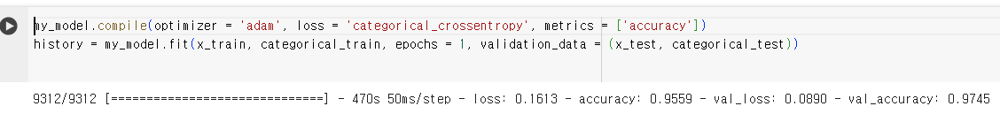 my_model.compile(optimizer = 'adam', loss = 'categorical_crossentropy', metrics = ['accuracy'])
history = my_model.fit(x_train, categorical_train, epochs = 1, validation_data = (x_test, categorical_test))
9312/9312 [==============================] - 470s 50ms/step - loss: 0.1613 - accuracy: 0.9559 - val_loss: 0.0890 - val_accuracy: 0.9745